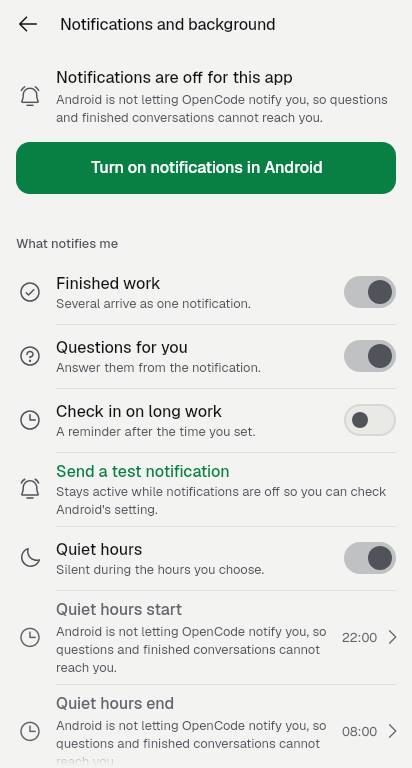 Notifications and background
Notifications are off for this app
Android is not letting OpenCode notify you, so questions
and finished conversations cannot reach you.
Turn on notifications in Android
What notifies me
Finished work
Several arrive as one notification.
Questions for you
Answer them from the notification.
Check in on long work
A reminder after the time you set.
Send a test notification
Stays active while notifications are off so you can check
Android's setting.
Quiet hours
Silent during the hours you choose.
Quiet hours start
Android is not letting OpenCode notify you, so
questions and finished conversations cannot
reach you.
22:00
Quiet hours end
Android is not letting OpenCode notify you, so
questions and finished conversations cannot
reach you.
08:00